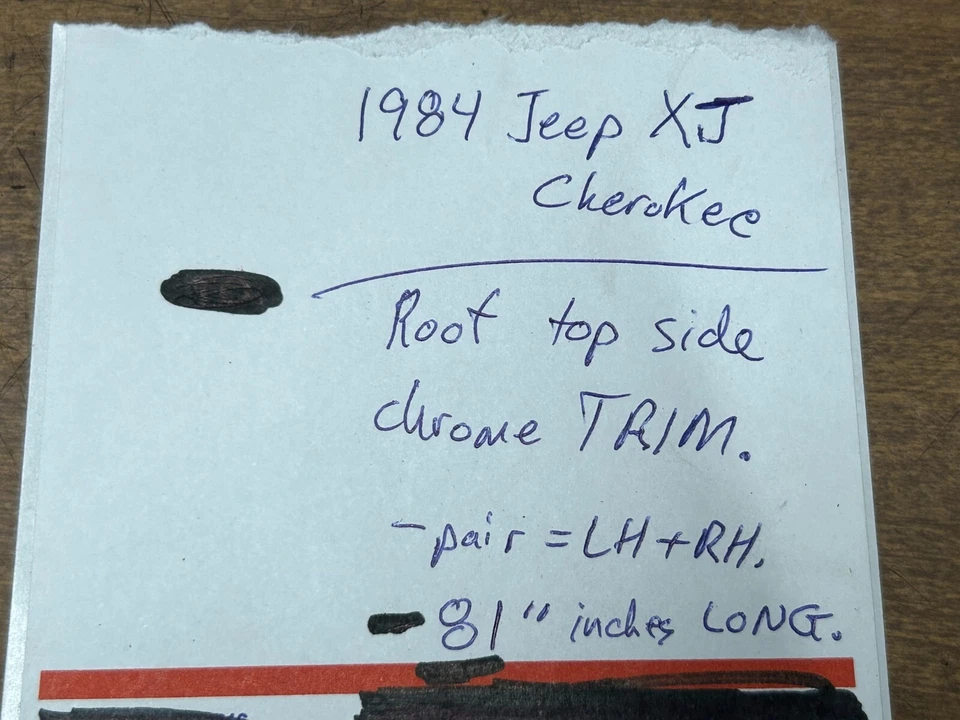 1984 Jeep XJ
Cherokee
Roof top side
chrome TRIM.
- pair = LH + RH.
81" inches LONG.